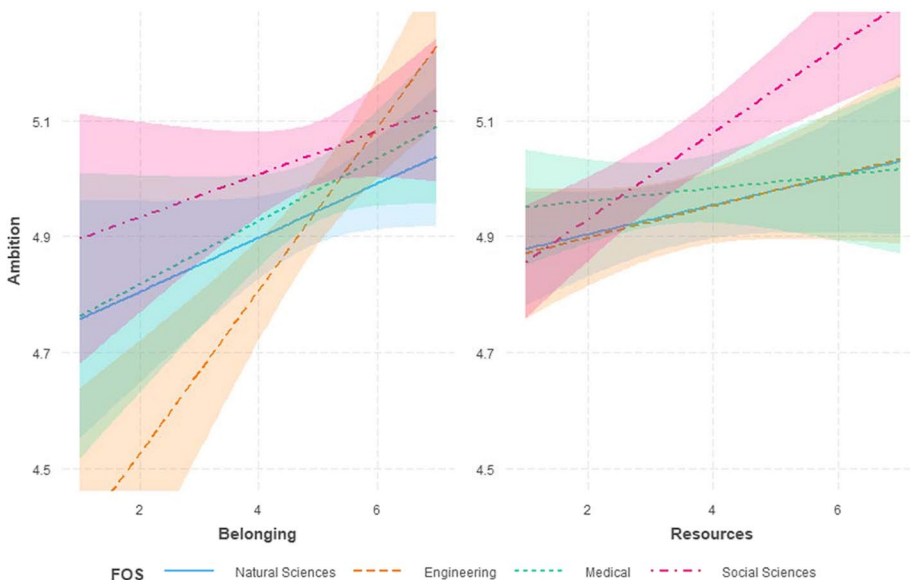 Ambition
5.1
4.9
4.7
4.5
2 4 6
Belonging
5.1
4.9
4.7
4.5
2 4 6
Resources
FOS Natural Sciences Engineering Medical Social Sciences